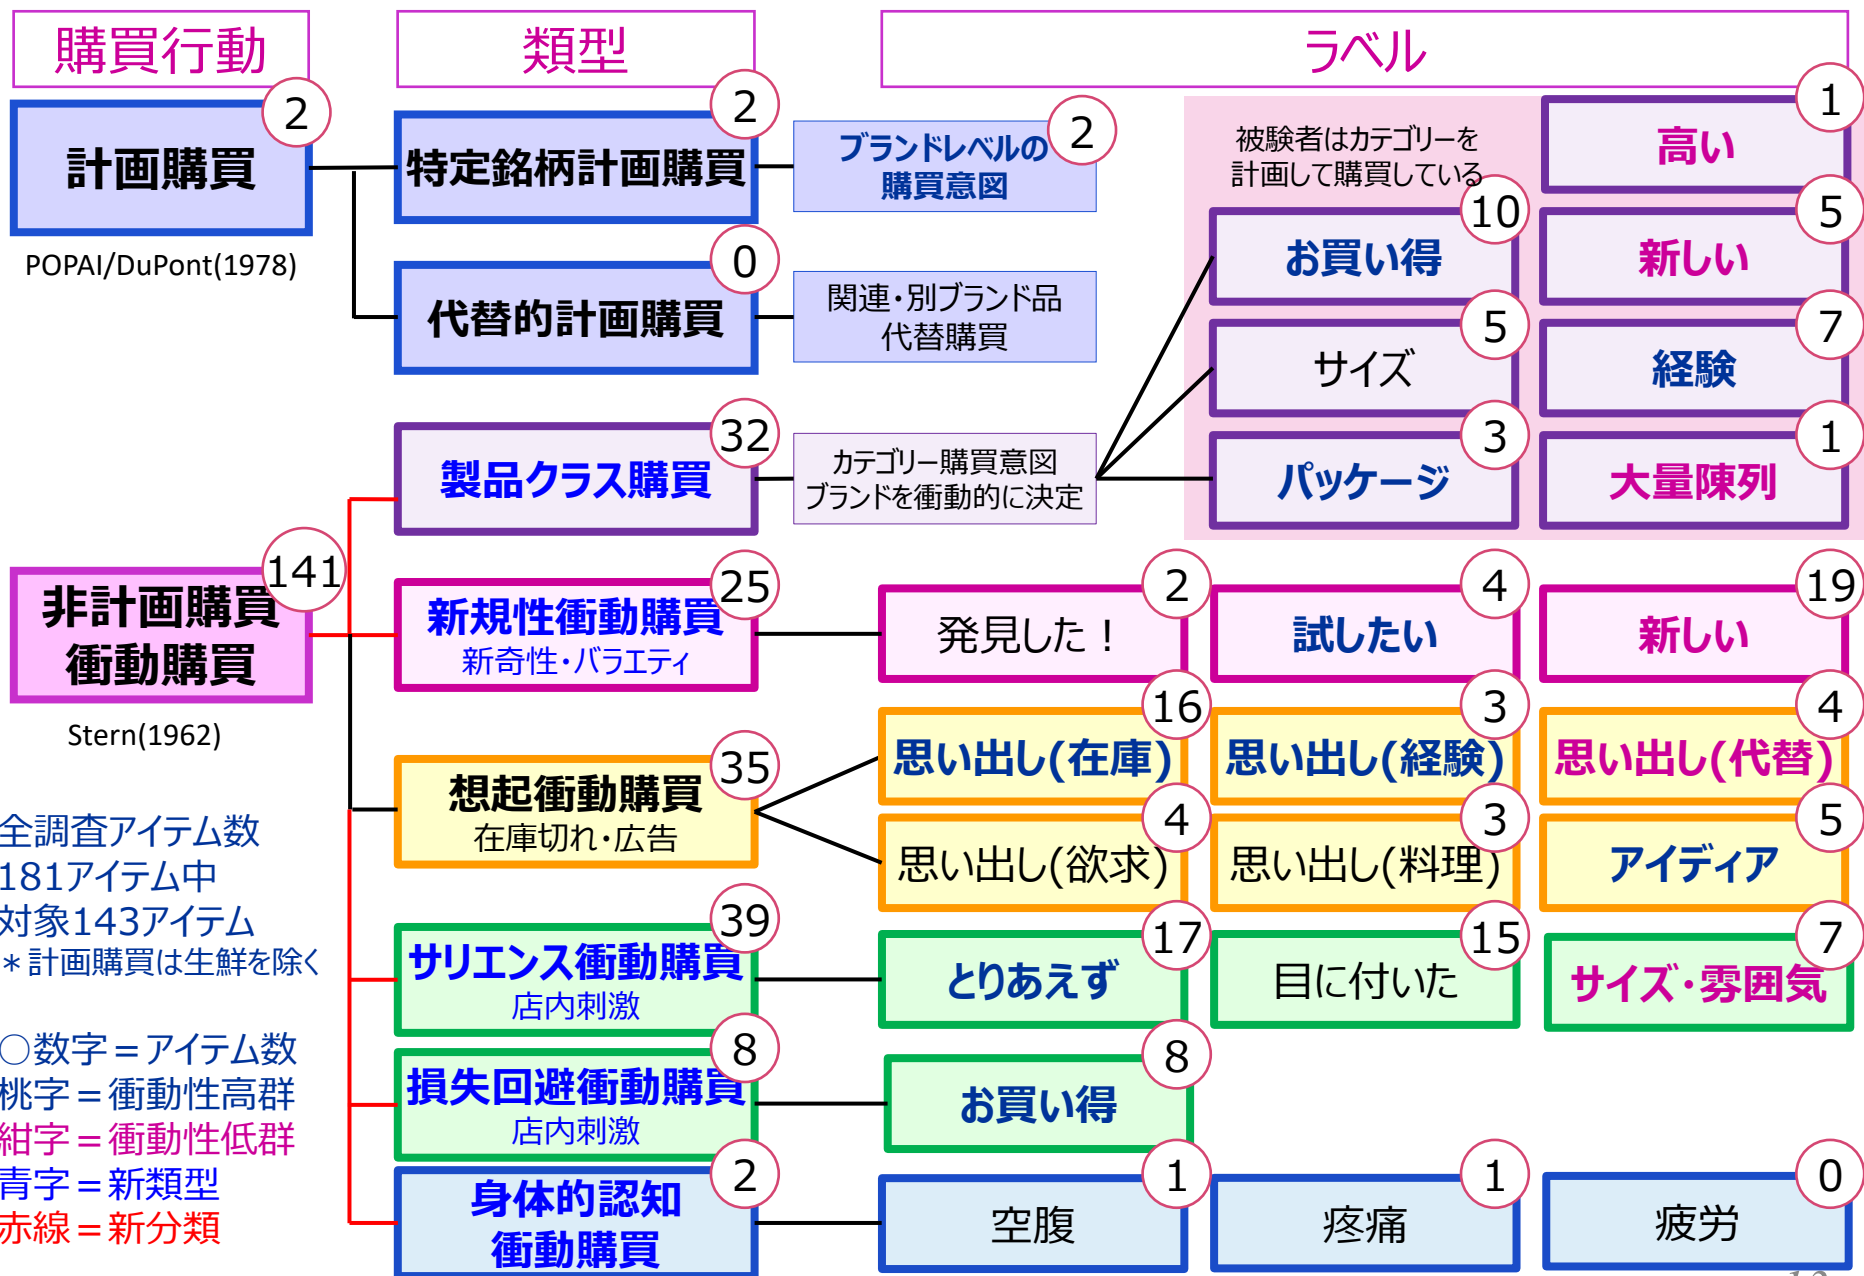 購買行動
類型
ラベル
2
計画購買
POPAI/DuPont(1978)
2
特定銘柄計画購買
2
ブランドレベルの
購買意図
0
代替的計画購買
関連・別ブランド品
代替購買
被験者はカテゴリーを
計画して購買している
1
高い
10
お買い得
5
新しい
5
サイズ
7
経験
3
パッケージ
1
大量陳列
32
製品クラス購買
カテゴリー購買意図
ブランドを衝動的に決定
141
非計画購買
衝動購買
Stern(1962)
25
新規性衝動購買
新奇性・バラエティ
2
発見した！
4
試したい
19
新しい
35
想起衝動購買
在庫切れ・広告
16
思い出し(在庫)
3
思い出し(経験)
4
思い出し(代替)
4
思い出し(欲求)
3
思い出し(料理)
5
アイディア
39
サリエンス衝動購買
店内刺激
17
とりあえず
15
目に付いた
7
サイズ・雰囲気
8
損失回避衝動購買
店内刺激
8
お買い得
2
身体的認知
衝動購買
1
空腹
1
疼痛
0
疲労
全調査アイテム数
181アイテム中
対象143アイテム
＊計画購買は生鮮を除く
○数字＝アイテム数
桃字＝衝動性高群
紺字＝衝動性低群
青字＝新類型
赤線＝新分類